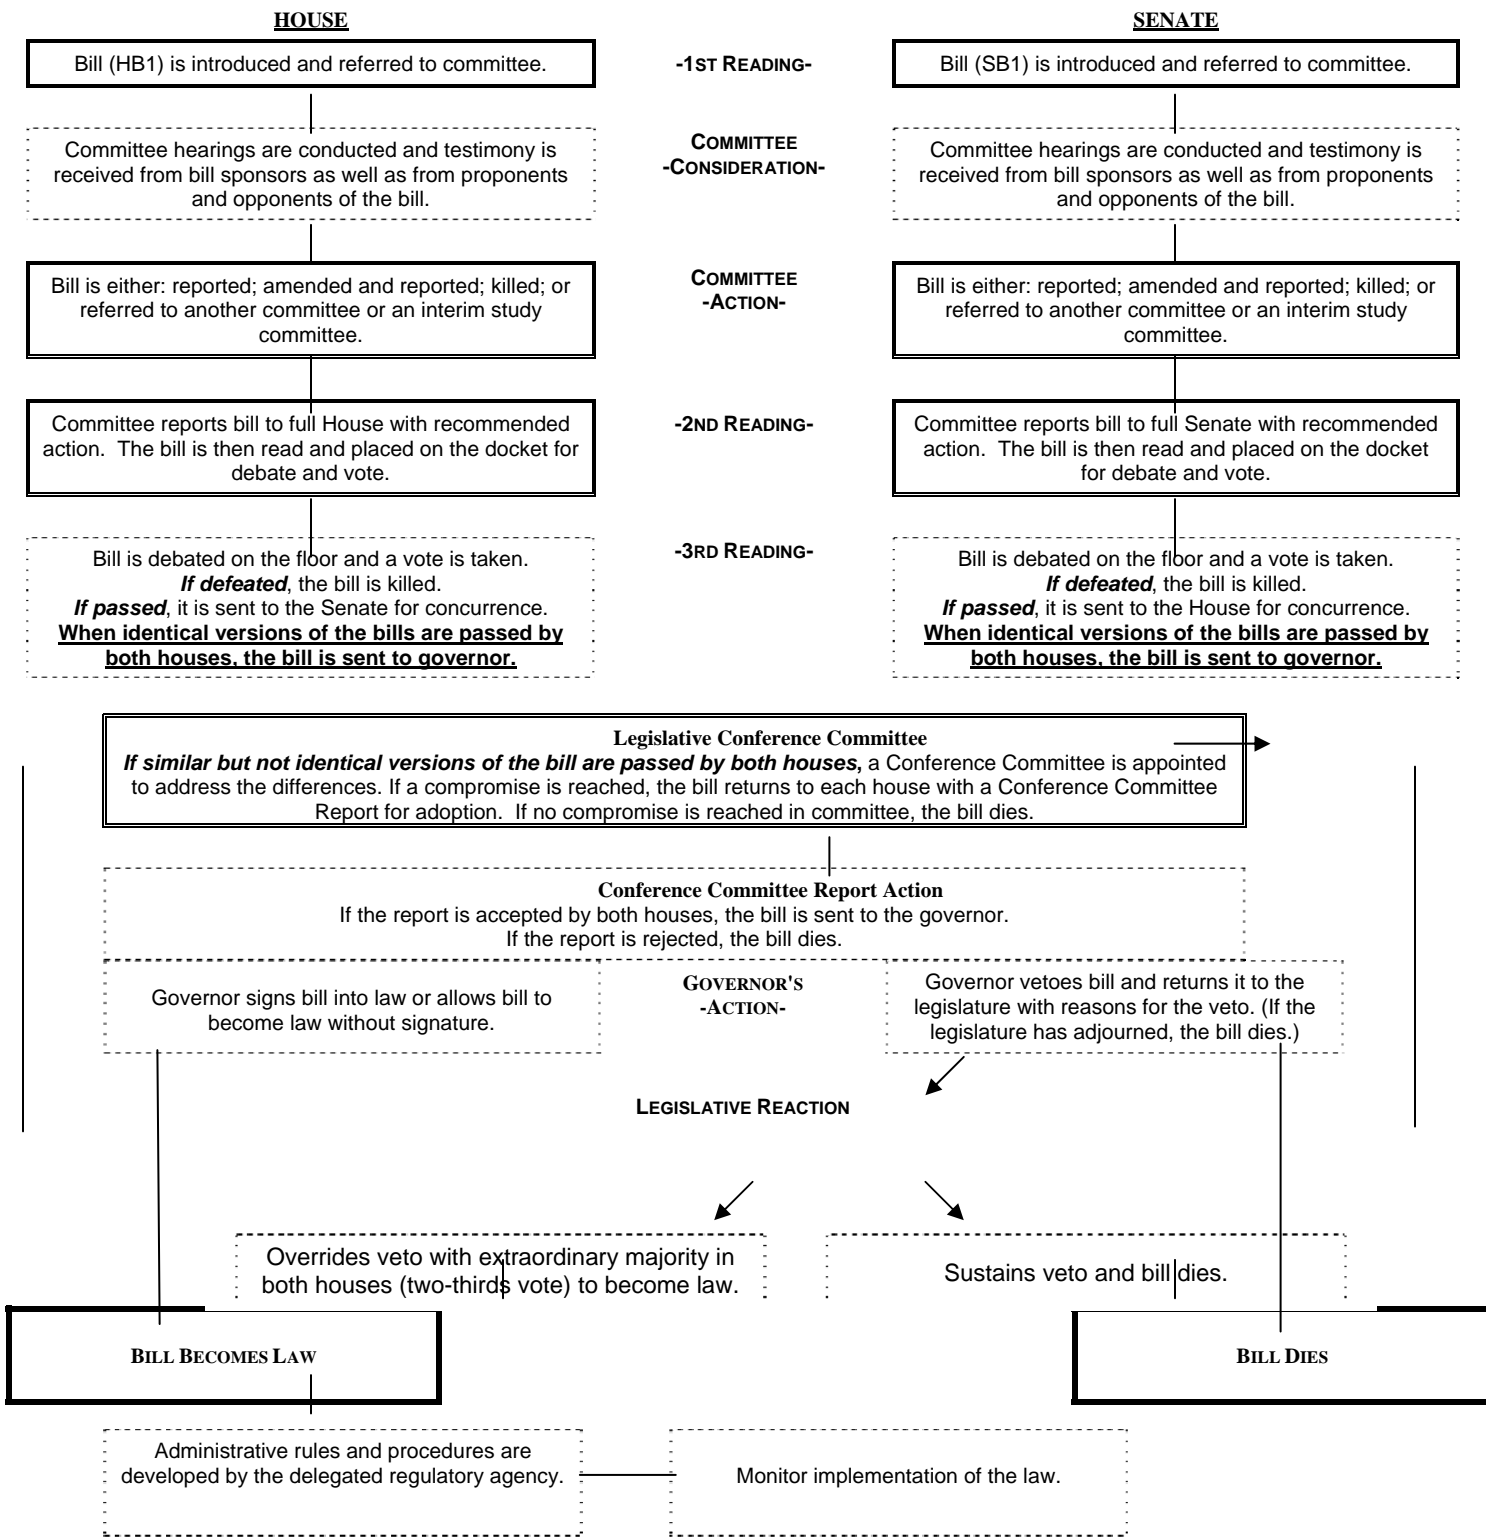 HOUSE
SENATE
Bill (HB1) is introduced and referred to committee.
-1ST READING-
Bill (SB1) is introduced and referred to committee.
Committee hearings are conducted and testimony is
received from bill sponsors as well as from proponents
and opponents of the bill.
COMMITTEE
-CONSIDERATION-
Committee hearings are conducted and testimony is
received from bill sponsors as well as from proponents
and opponents of the bill.
Bill is either: reported; amended and reported; killed; or
referred to another committee or an interim study
committee.
COMMITTEE
-ACTION-
Bill is either: reported; amended and reported; killed; or
referred to another committee or an interim study
committee.
Committee reports bill to full House with recommended
action. The bill is then read and placed on the docket for
debate and vote.
-2ND READING-
Committee reports bill to full Senate with recommended
action. The bill is then read and placed on the docket
for debate and vote.
Bill is debated on the floor and a vote is taken.
If defeated, the bill is killed.
If passed, it is sent to the Senate for concurrence.
When identical versions of the bills are passed by
both houses, the bill is sent to governor.
-3RD READING-
Bill is debated on the floor and a vote is taken.
If defeated, the bill is killed.
If passed, it is sent to the House for concurrence.
When identical versions of the bills are passed by
both houses, the bill is sent to governor.
Legislative Conference Committee
If similar but not identical versions of the bill are passed by both houses, a Conference Committee is appointed
to address the differences. If a compromise is reached, the bill returns to each house with a Conference Committee
Report for adoption. If no compromise is reached in committee, the bill dies.
Conference Committee Report Action
If the report is accepted by both houses, the bill is sent to the governor.
If the report is rejected, the bill dies.
Governor signs bill into law or allows bill to
become law without signature.
GOVERNOR'S
-ACTION-
Governor vetoes bill and returns it to the
legislature with reasons for the veto. (If the
legislature has adjourned, the bill dies.)
LEGISLATIVE REACTION
Overrides veto with extraordinary majority in
both houses (two-thirds vote) to become law.
Sustains veto and bill dies.
BILL BECOMES LAW
BILL DIES
Administrative rules and procedures are
developed by the delegated regulatory agency.
Monitor implementation of the law.